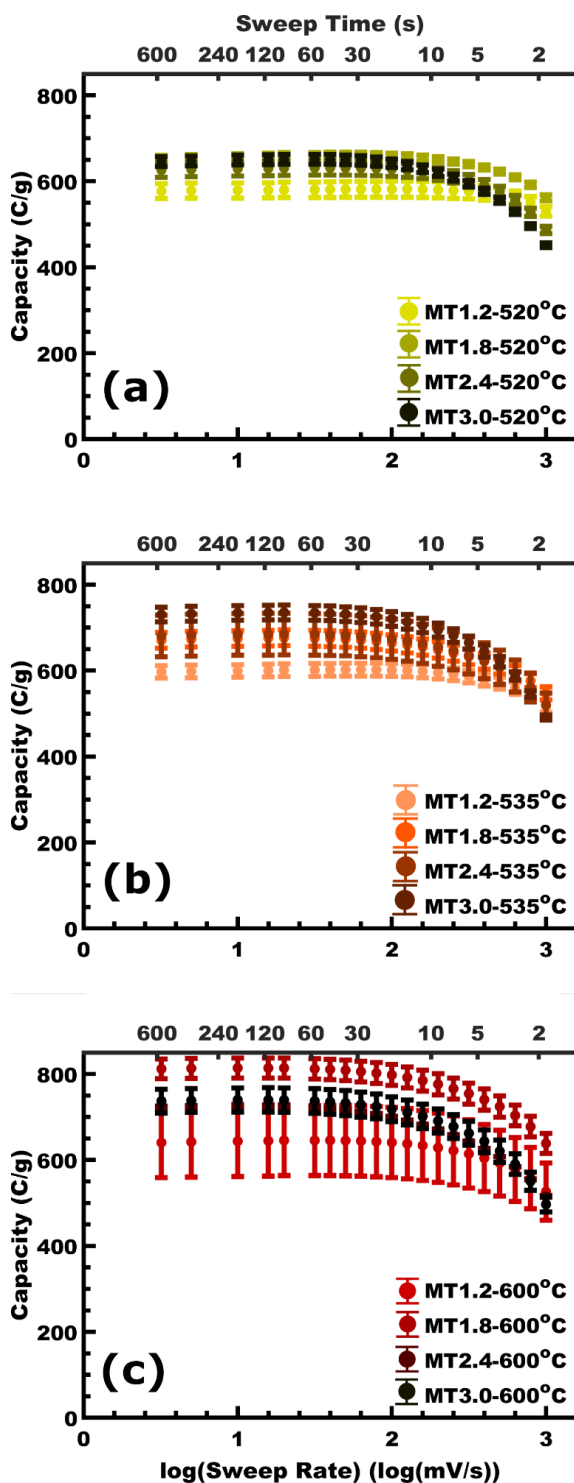 Sweep Time (s)
600 240 120 60 30 10 5 2
800
600
400
200
0
Capacity (C/g)
MT1.2-520°C
MT1.8-520°C
MT2.4-520°C
MT3.0-520°C
(a)
0 1 2 3
600 240 120 60 30 10 5 2
800
600
400
200
0
Capacity (C/g)
MT1.2-535°C
MT1.8-535°C
MT2.4-535°C
MT3.0-535°C
(b)
0 1 2 3
600 240 120 60 30 10 5 2
800
600
400
200
0
Capacity (C/g)
MT1.2-600°C
MT1.8-600°C
MT2.4-600°C
MT3.0-600°C
(c)
0 1 2 3
log(Sweep Rate) (log(mV/s))